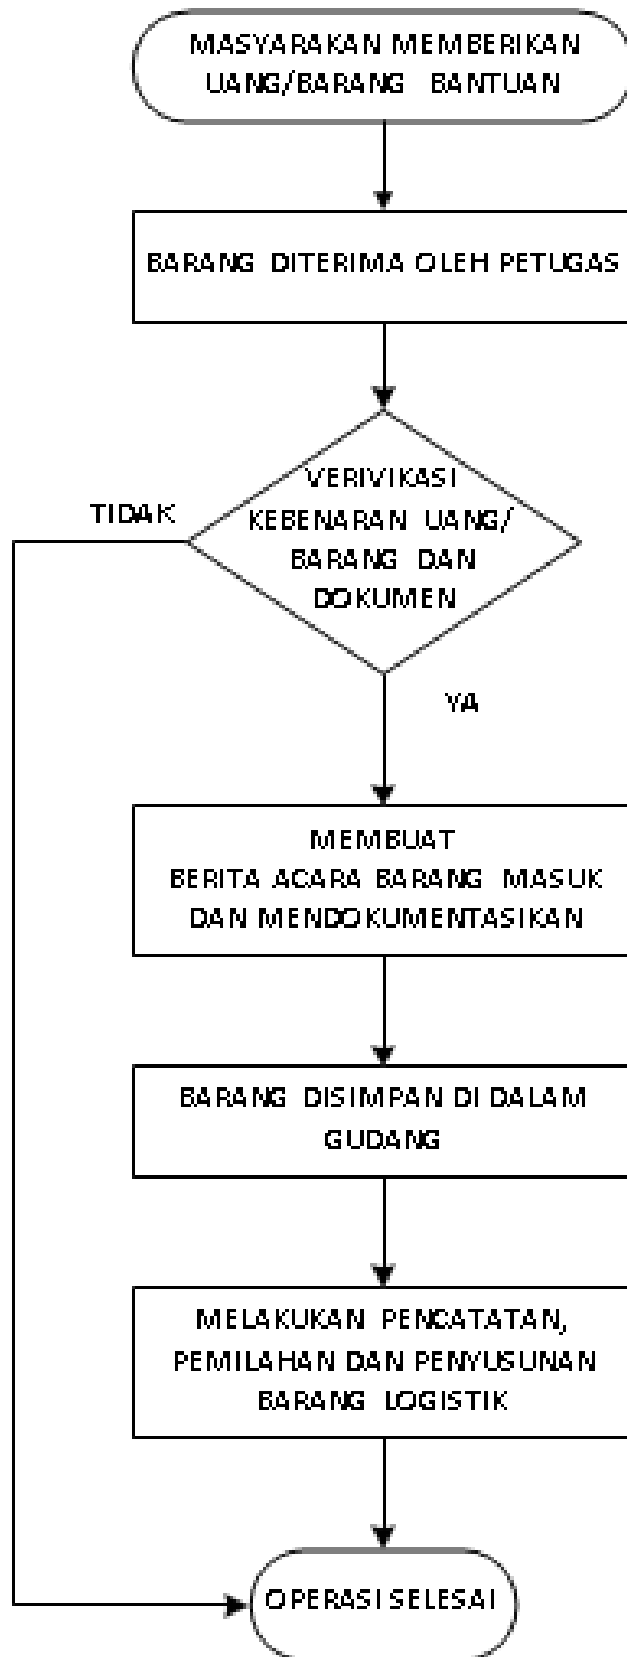 MASYARAKAN MEMBERIKAN
UANG/BARANG BANTUAN
BARANG DITERIMA OLEH PETUGAS
VERIVIKASI
KEBENARAN UANG/
BARANG DAN
DOKUMEN
TIDAK
YA
MEMBUAT
BERITA ACARA BARANG MASUK
DAN MENDOKUMENTASIKAN
BARANG DISIMPAN DI DALAM
GUDANG
MELAKUKAN PENCATATAN,
PEMILAHAN DAN PENYUSUNAN
BARANG LOGISTIK
OPERASI SELESAI